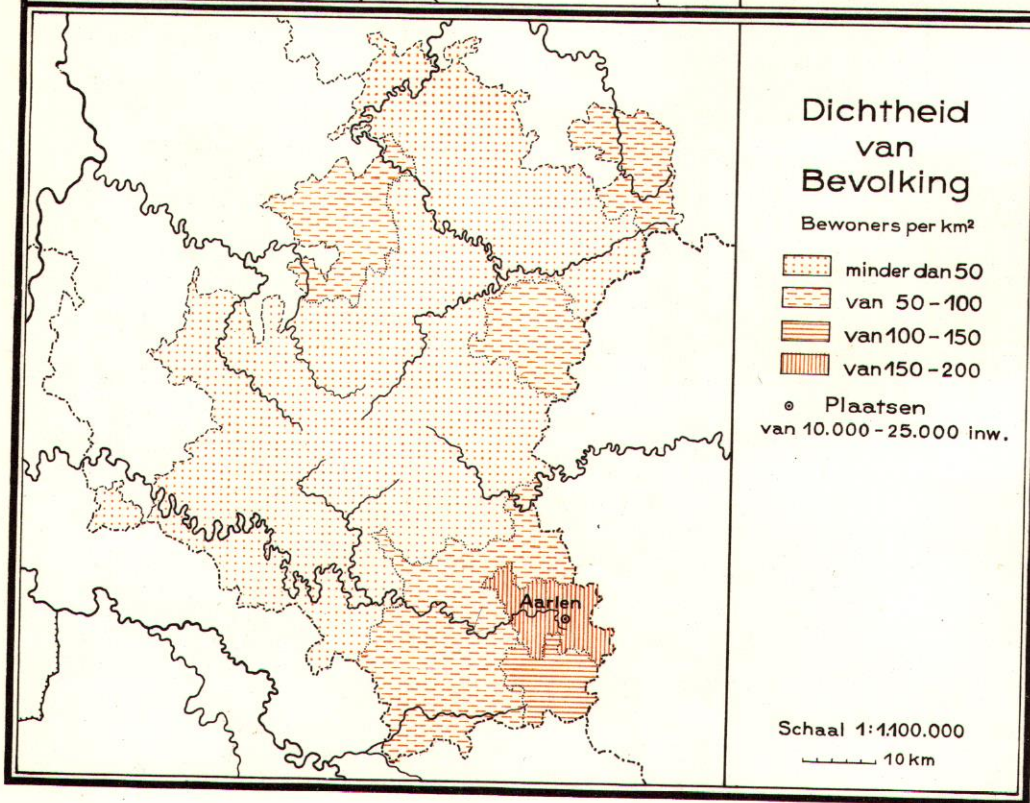 Dichtheid
van
Bevolking
Bewoners per km²
minder dan 50
van 50-100
van 100-150
van 150-200
Plaatsen
van 10.000-25.000 inw.
Aarlen
Schaal 1:1.100.000
10 km